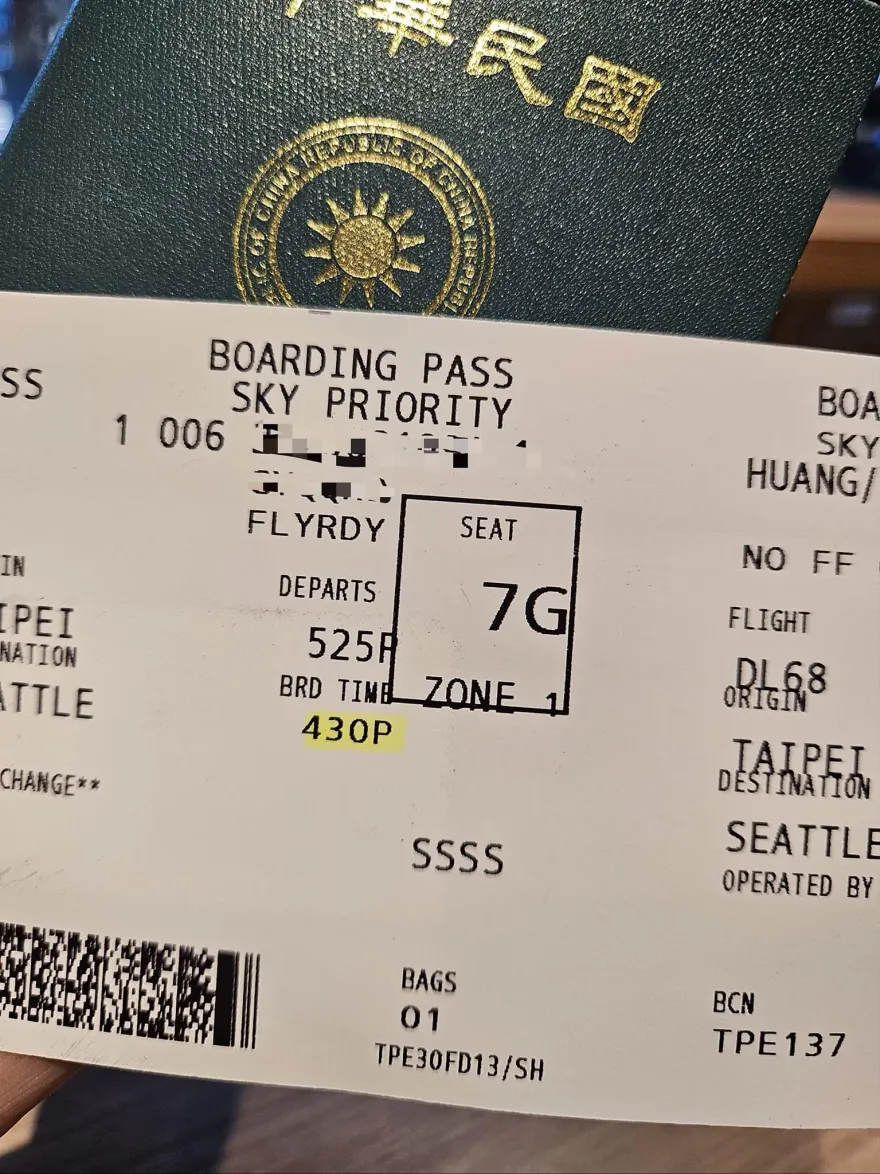 華民國
OF CHINA REPUBLIC OF CHINA
BOARDING PASS
SKY PRIORITY
SS
1 006
FLYRDY
SEAT
7G
DEPARTS
525P
BRD TIME
ZONE 1
430P
IN
IPEI
NATION
ATTLE
CHANGE**
SSSS
BAGS
01
TPE30FD13/SH
BOA
SKY
HUANG/
NO FF
FLIGHT
DL68
ORIGIN
TAIPEI
DESTINATION
SEATTLE
OPERATED BY
BCN
TPE137